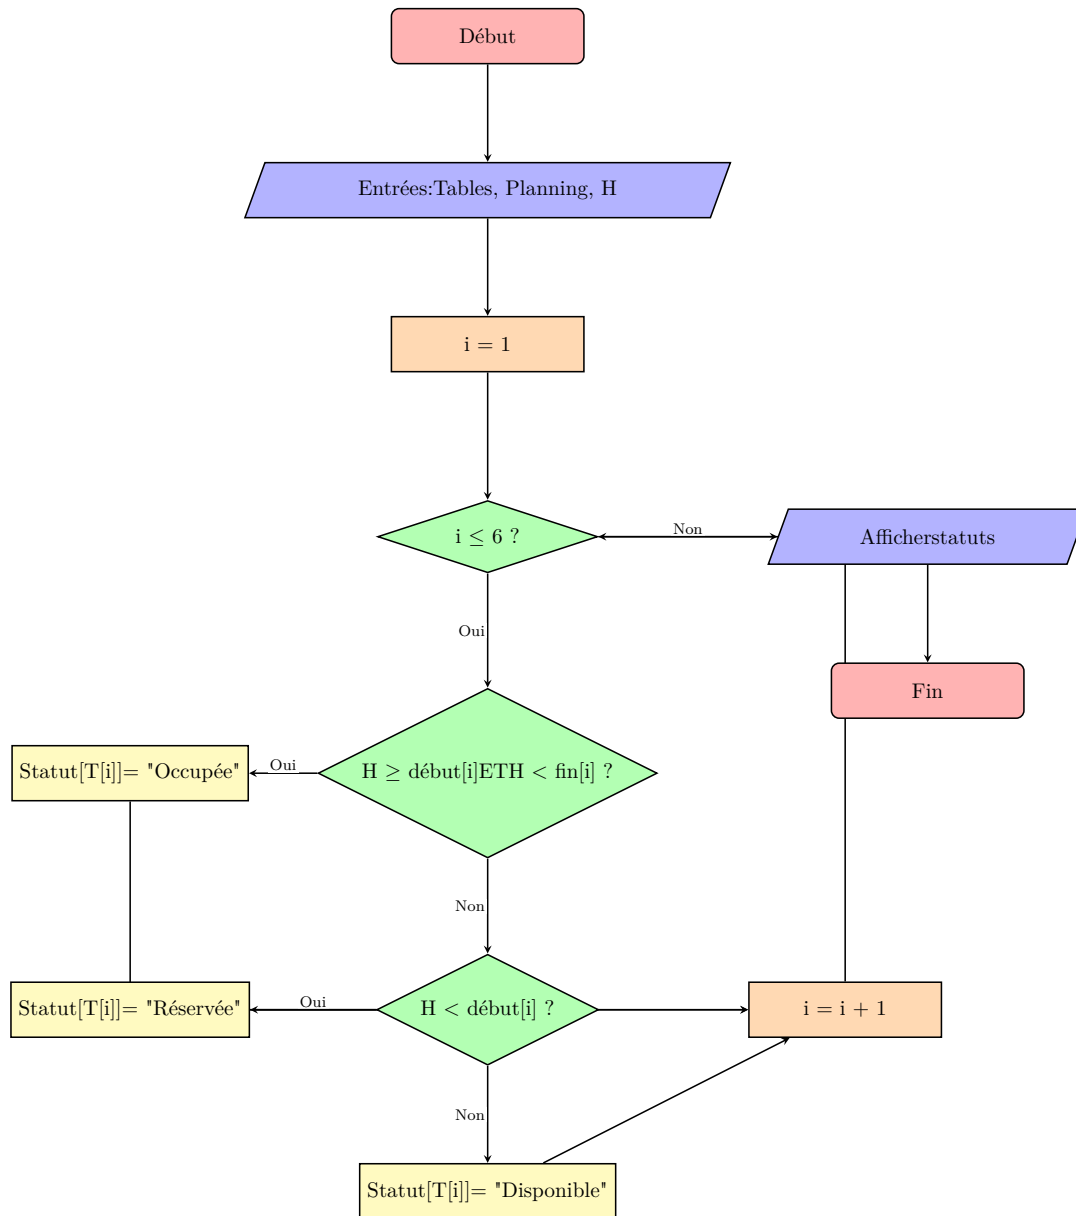 Début
Entrées:Tables, Planning, H
i = 1
i ≤ 6 ?
Non
Afficherstatuts
Oui
Fin
Statut[T[i]]= "Occupée"
Oui
H ≥ début[i]ETH < fin[i] ?
Non
Statut[T[i]]= "Réservée"
Oui
H < début[i] ?
i = i + 1
Non
Statut[T[i]]= "Disponible"